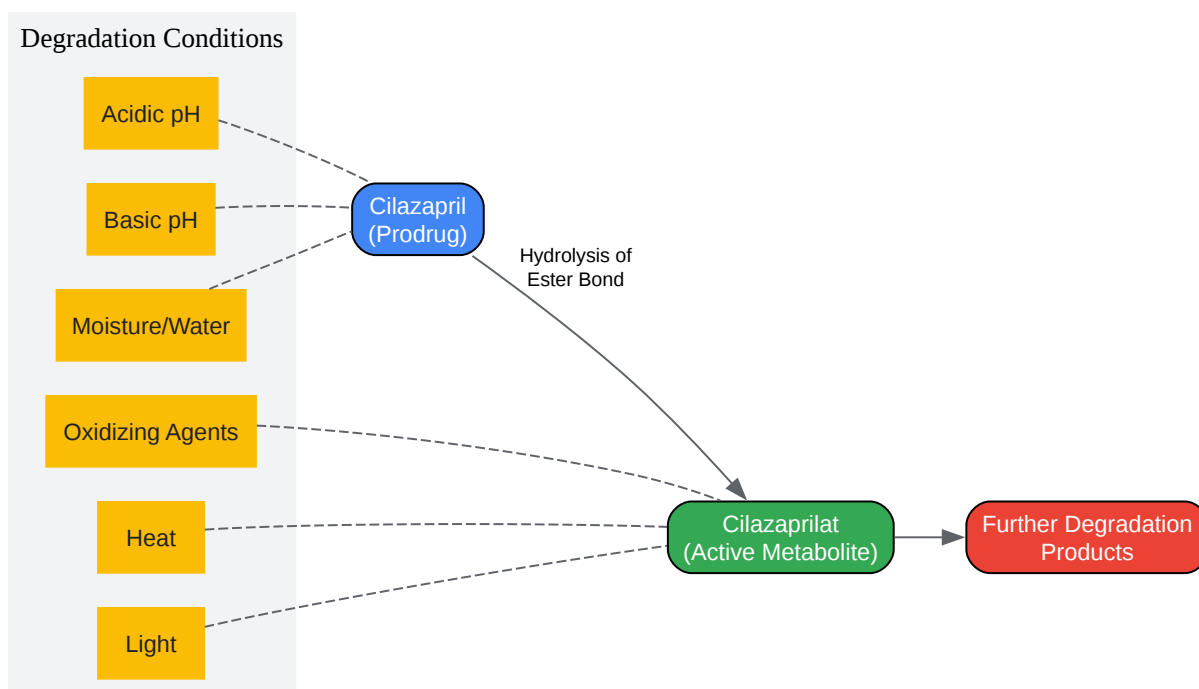 Degradation Conditions
Acidic pH
Basic pH
Moisture/Water
Oxidizing Agents
Heat
Light
Cilazapril
(Prodrug)
Hydrolysis of
Ester Bond
Cilazaprilat
(Active Metabolite)
Further Degradation
Products